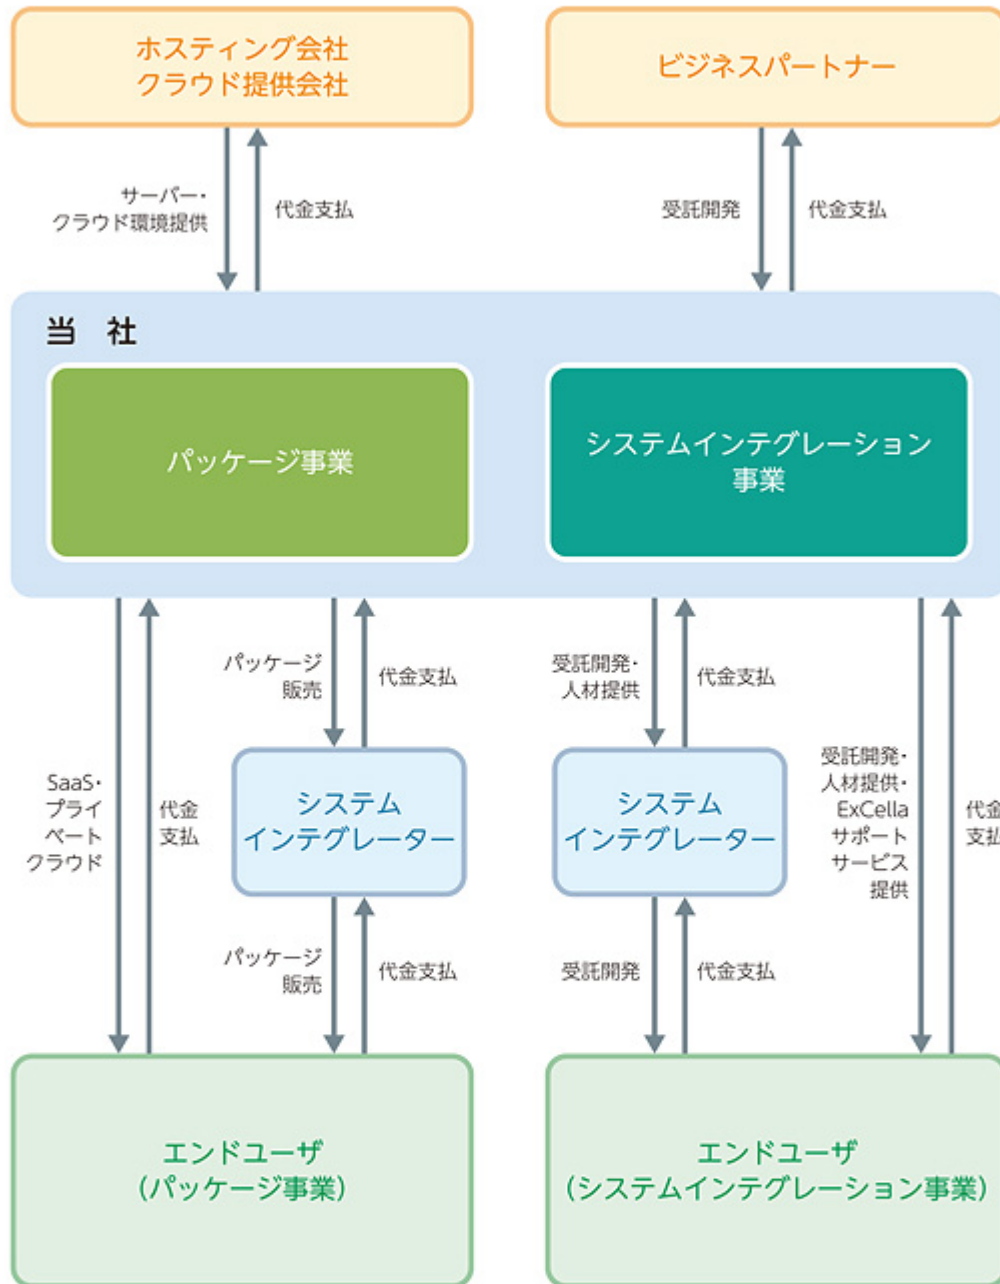 ホスティング会社
クラウド提供会社
ビジネスパートナー
サーバー・
クラウド環境提供
代金支払
受託開発
代金支払
当 社
パッケージ事業
システムインテグレーション
事業
パッケージ
販売
代金支払
受託開発・
人材提供
代金支払
SaaS・
プライ
ベート
クラウド
代金
支払
システム
インテグレーター
システム
インテグレーター
受託開発・
人材提供・
ExCella
サポート
サービス
提供
代金
支払
パッケージ
販売
代金支払
受託開発
代金支払
エンドユーザ
(パッケージ事業)
エンドユーザ
(システムインテグレーション事業)